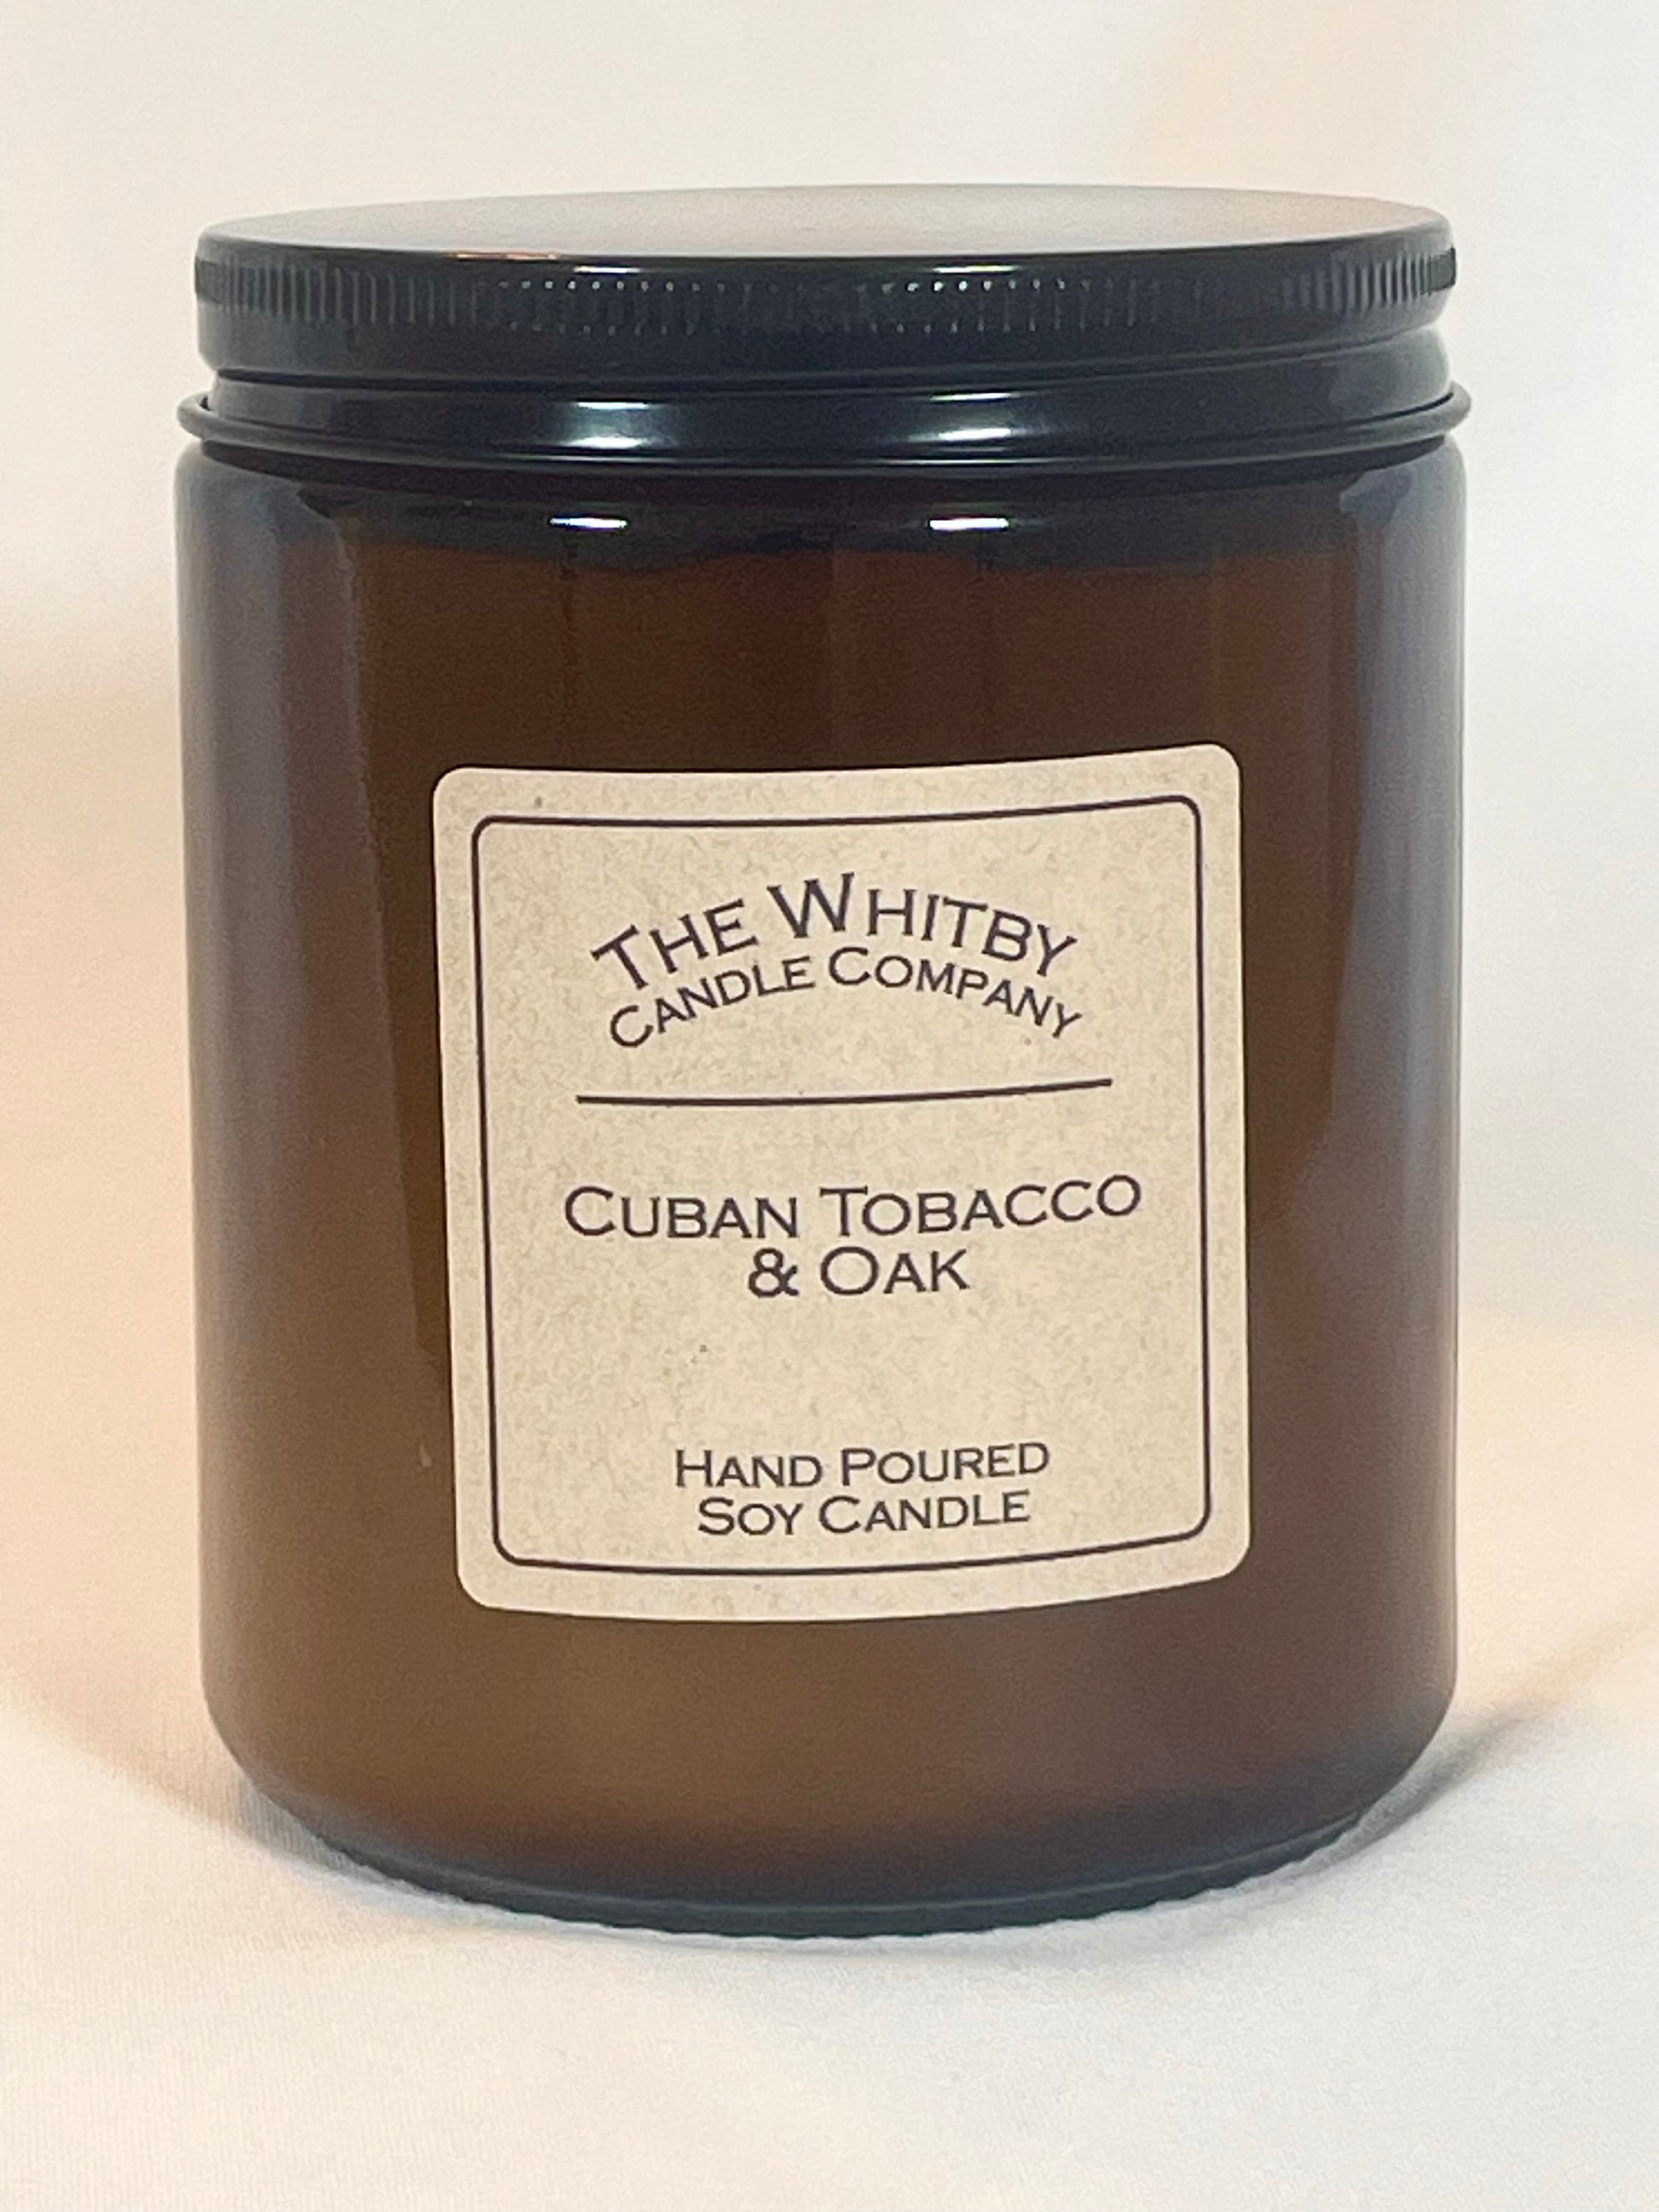 The Whitby
Candle Company
Cuban Tobacco
& Oak
Hand Poured
Soy Candle